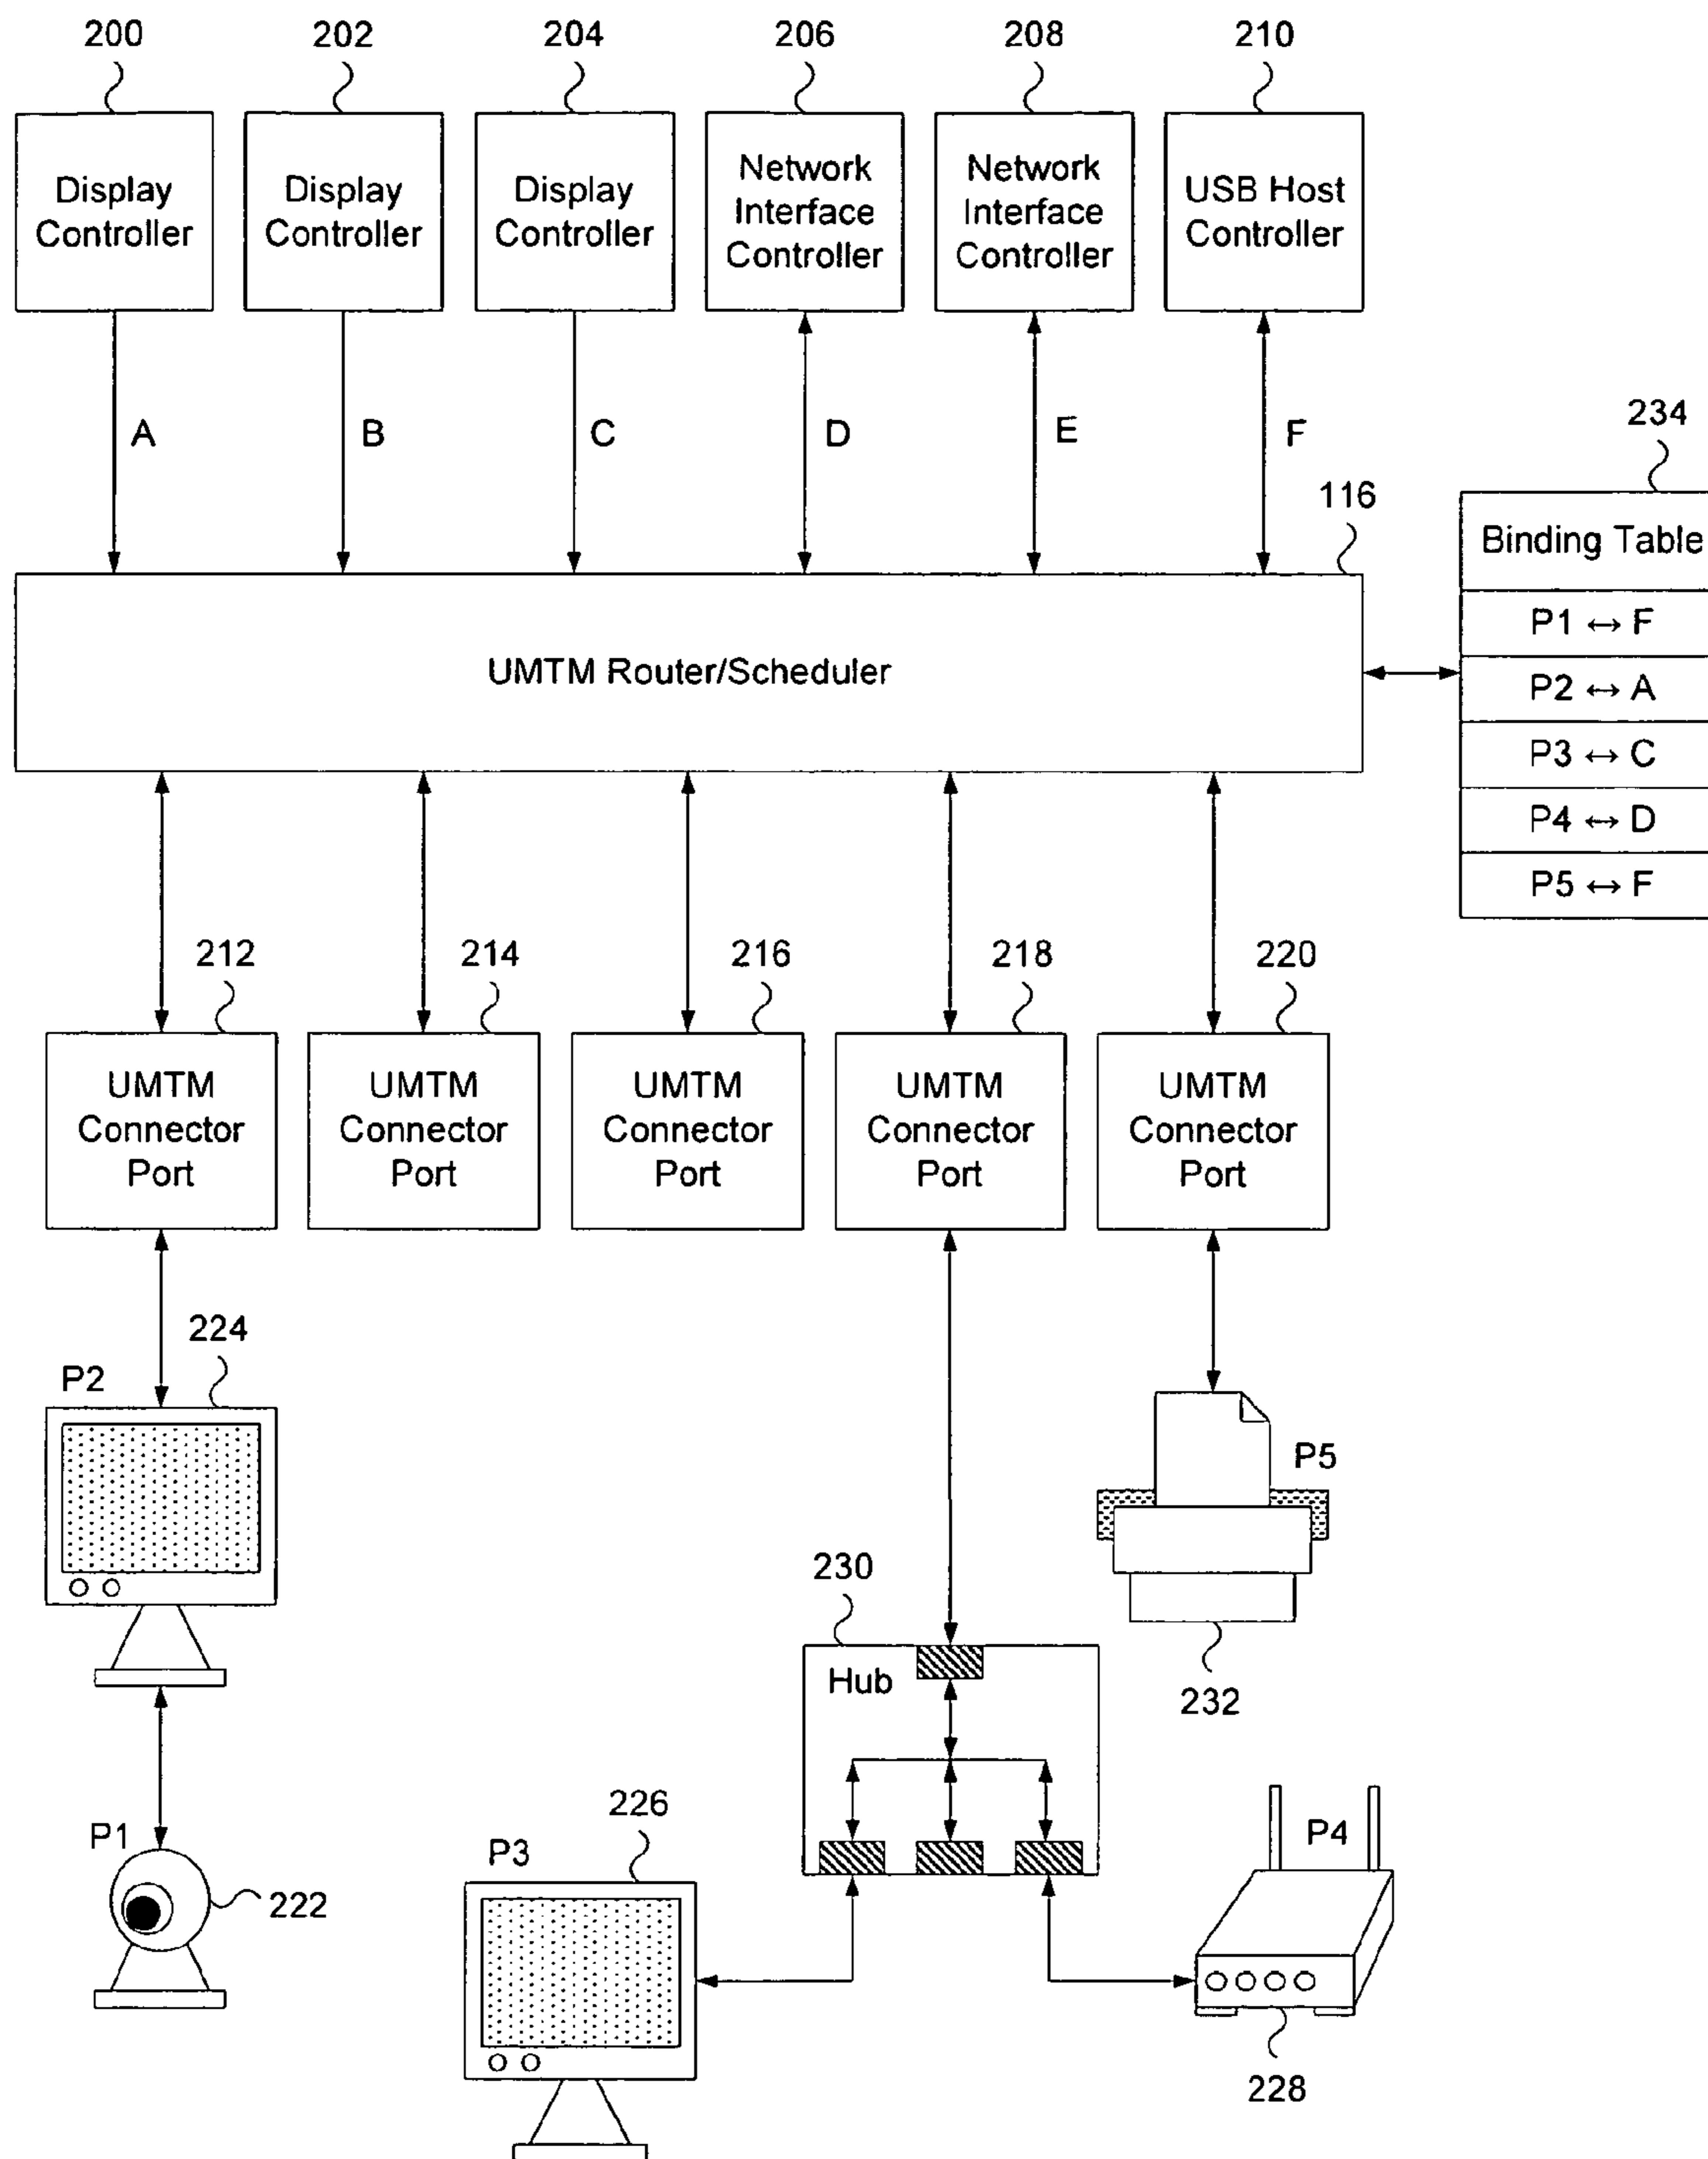 200
202
204
206
208
210
Display
Controller
Display
Controller
Display
Controller
Network
Interface
Controller
Network
Interface
Controller
USB Host
Controller
A
B
C
D
E
F
234
116
Binding Table
P1 ↔ F
P2 ↔ A
P3 ↔ C
P4 ↔ D
P5 ↔ F
UMTM Router/Scheduler
212
214
216
218
220
UMTM
Connector
Port
UMTM
Connector
Port
UMTM
Connector
Port
UMTM
Connector
Port
UMTM
Connector
Port
224
P2
P5
230
Hub
232
P1
222
226
P3
P4
228